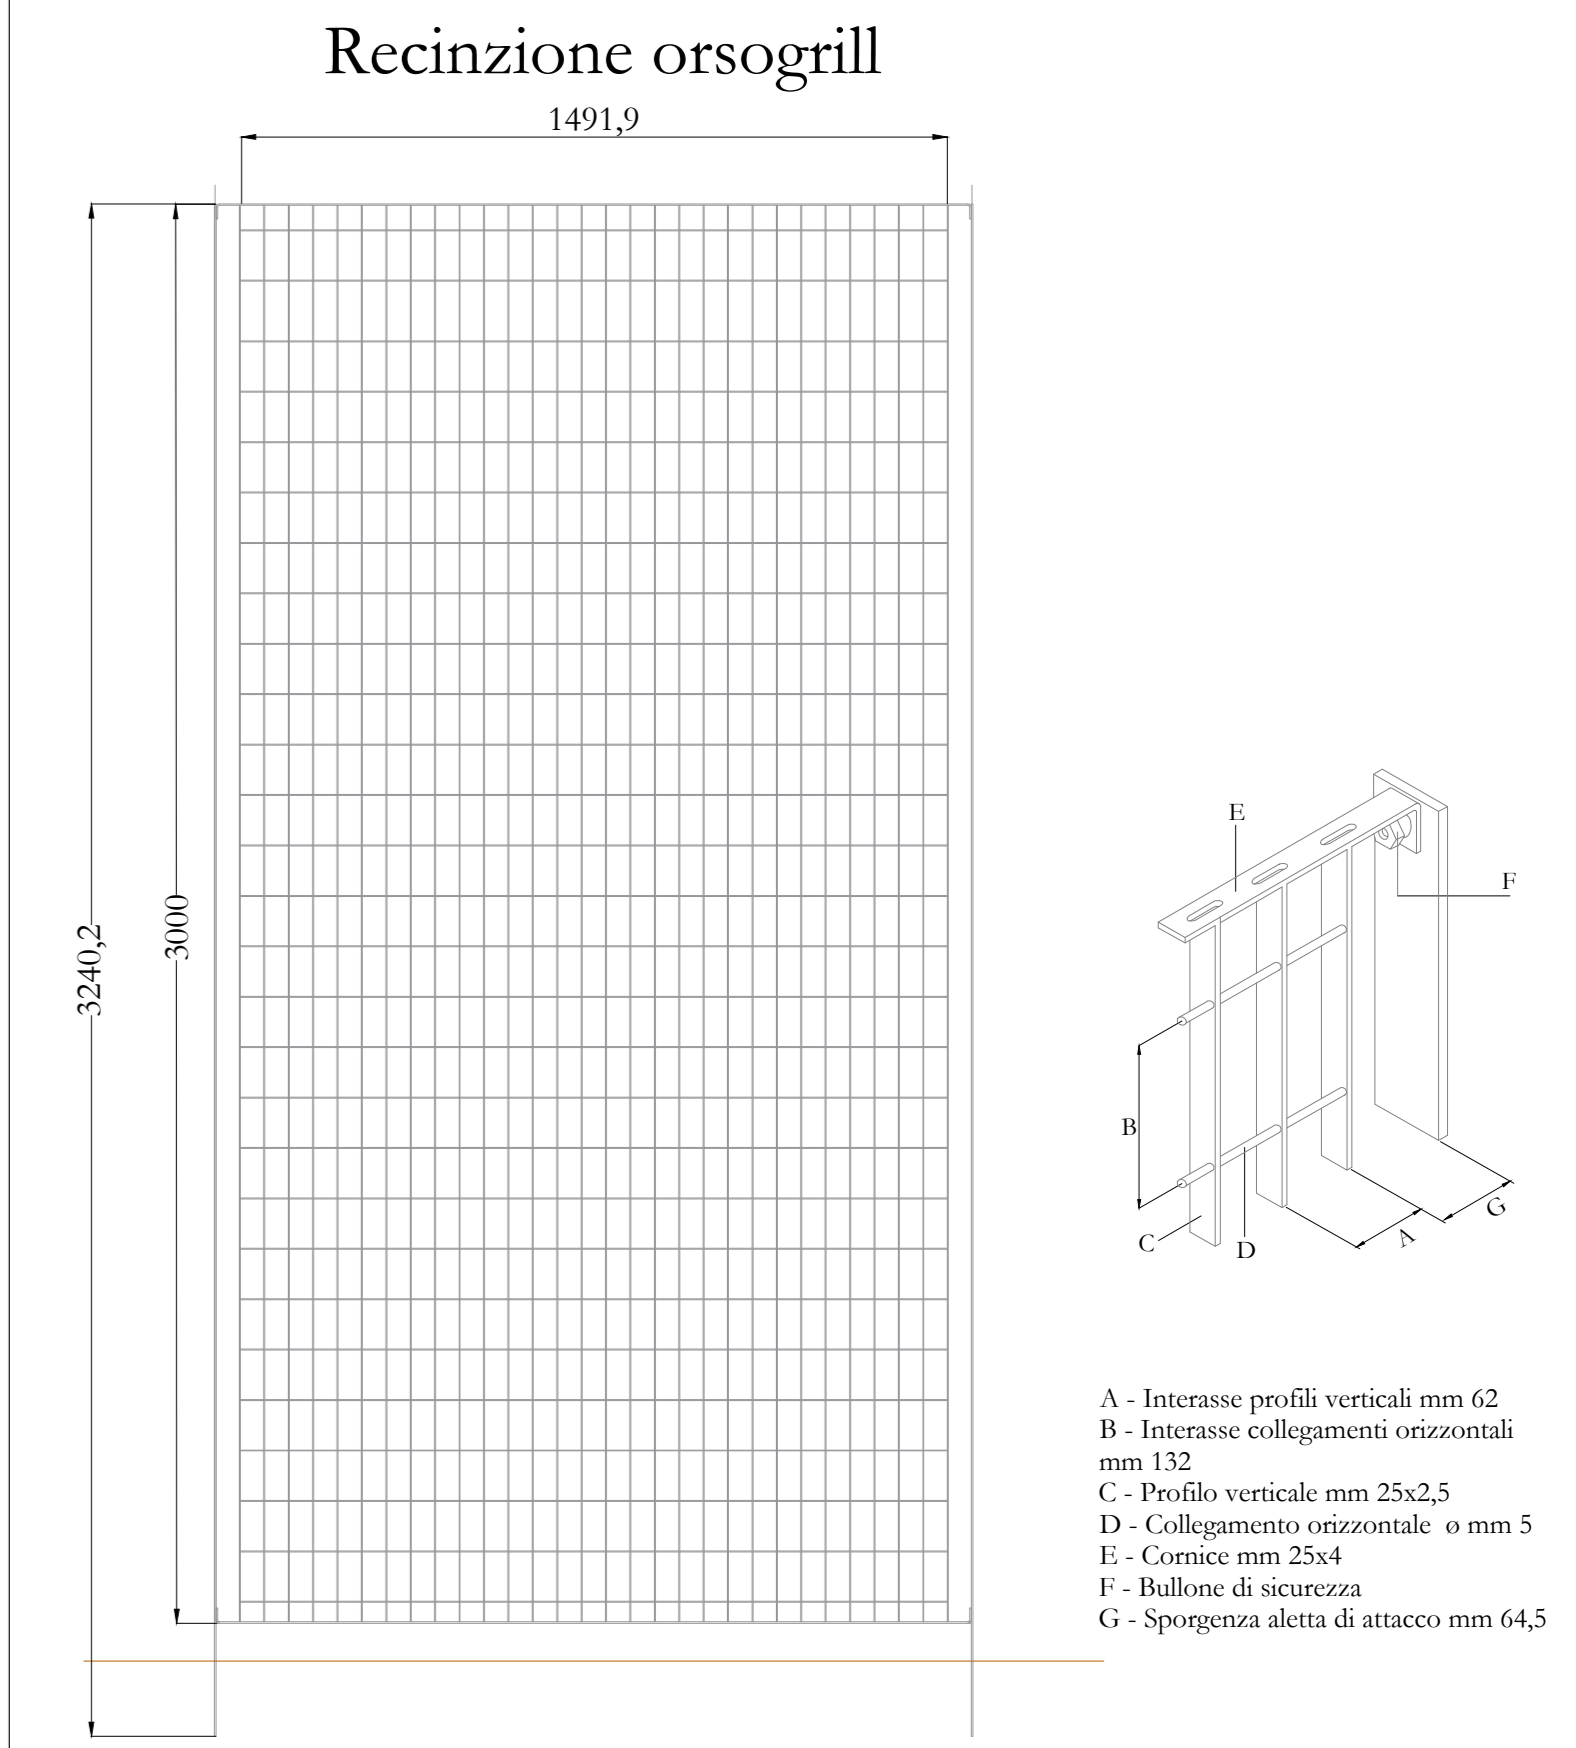 Recinzione orsogrill
1491,9
3240,2
3000
E
F
B
C
D
A
G
A - Interasse profili verticali mm 62
B - Interasse collegamenti orizzontali
mm 132
C - Profilo verticale mm 25x2,5
D - Collegamento orizzontale  ø mm 5
E - Cornice mm 25x4
F - Bullone di sicurezza
G - Sporgenza aletta di attacco mm 64,5